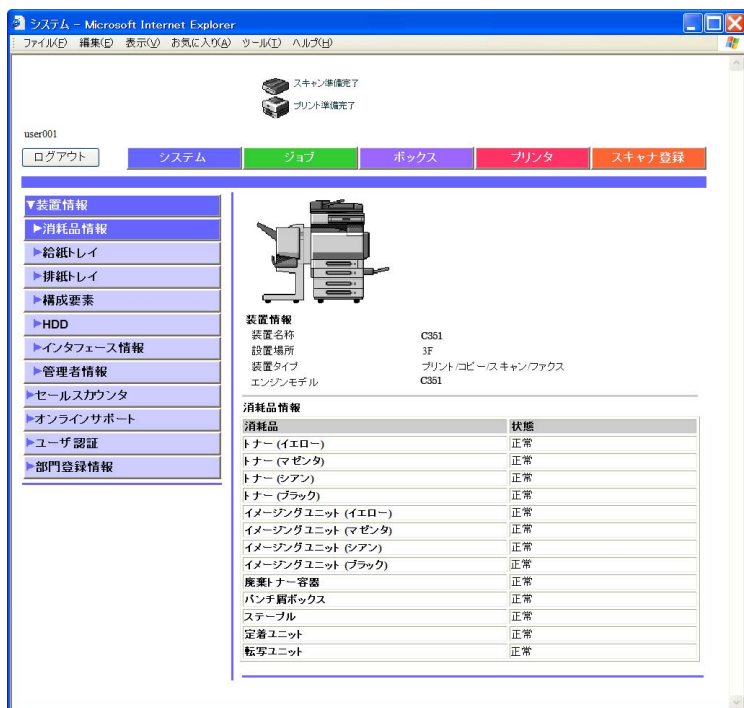 システム - Microsoft Internet Explorer
ファイル(F) 編集(E) 表示(V) お気に入り(A) ツール(T) ヘルプ(H)
スキャン準備完了
プリント準備完了
user001
ログアウト システム ジョブ ボックス プリンタ スキャナ登録
▼装置情報
▶消耗品情報
▶給紙トレイ
▶排紙トレイ
▶構成要素
▶HDD
▶インタフェース情報
▶管理者情報
▶セールスカウンタ
▶オンラインサポート
▶ユーザ認証
▶部門登録情報
装置情報
装置名称 C351
設置場所 3F
装置タイプ プリント/コピー/スキャン/ファクス
エンジンモデル C351
消耗品情報
消耗品 状態
トナー (イエロー) 正常
トナー (マゼンタ) 正常
トナー (シアン) 正常
トナー (ブラック) 正常
イメージングユニット (イエロー) 正常
イメージングユニット (マゼンタ) 正常
イメージングユニット (シアン) 正常
イメージングユニット (ブラック) 正常
廃棄トナー容器 正常
パンチ屑ボックス 正常
ステープル 正常
定着ユニット 正常
転写ユニット 正常